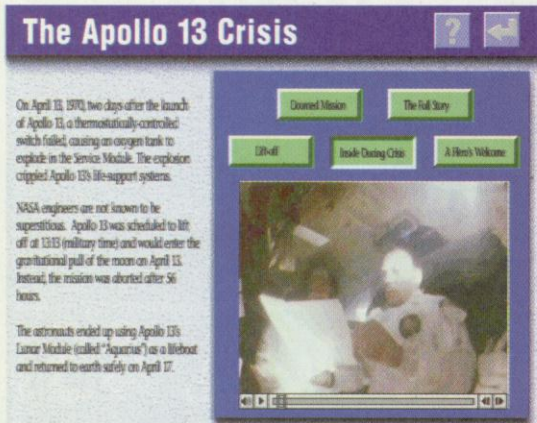 The Apollo 13 Crisis
?
On April 13, 1970, two days after the launch
of Apollo 13, a thermostatically-controlled
switch failed, causing an oxygen tank to
explode in the Service Module. The explosion
crippled Apollo 13's life-support systems.
NASA engineers are not known to be
superstitious. Apollo 13 was scheduled to lift
off at 13:13 (military time) and would enter the
gravitational pull of the moon on April 13.
Instead, the mission was aborted after 56
hours.
The astronauts ended up using Apollo 13's
Lunar Module (called "Aquarius") as a lifeboat
and returned to earth safely on April 17.
Doomed Mission
The Full Story
Lift-off
Inside During Crisis
A Hero's Welcome